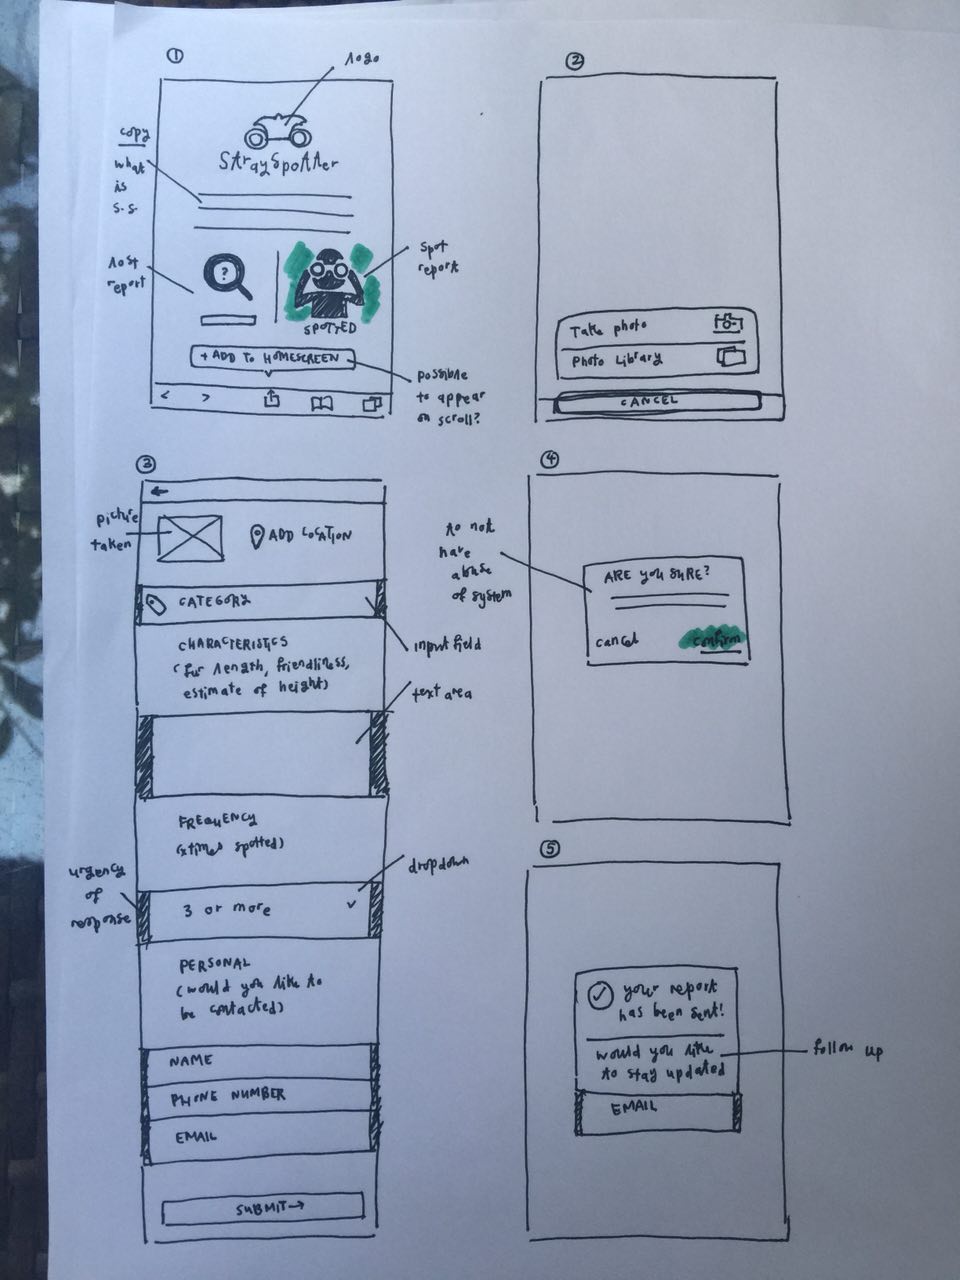 1
logo
copy
what
is
s.s.
StraySpotter
lost
report
?
spot
report
SPOTTED
+ ADD TO HOMESCREEN
possible
to appear
on scroll?
2
Take photo
Photo Library
CANCEL
3
picture
taken
ADD LOCATION
CATEGORY
input field
CHARACTERISTICS
(fur length, friendliness,
estimate of height)
text area
FREQUENCY
(x times spotted)
dropdown
urgency
of
response
3 or more
PERSONAL
(would you like to
be contacted)
NAME
PHONE NUMBER
EMAIL
SUBMIT→
4
to not
have
abuse
of system
ARE YOU SURE?
cancel
confirm
5
your report
has been sent!
would you like
to stay updated
follow up
EMAIL